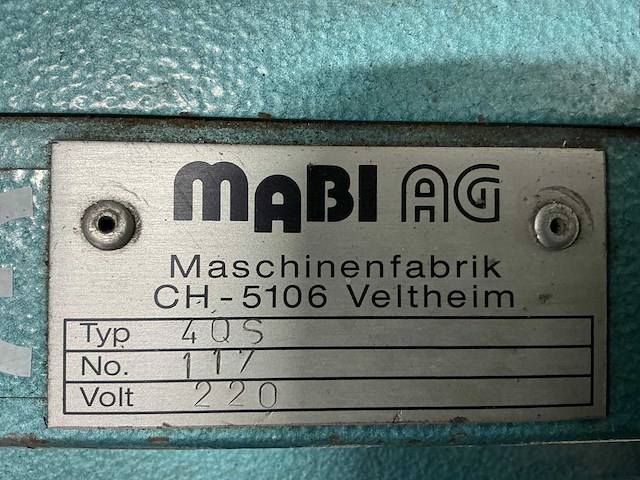 MABI AG
Maschinenfabrik
CH-5106 Veltheim
Typ 4QS
No. 117
Volt 220